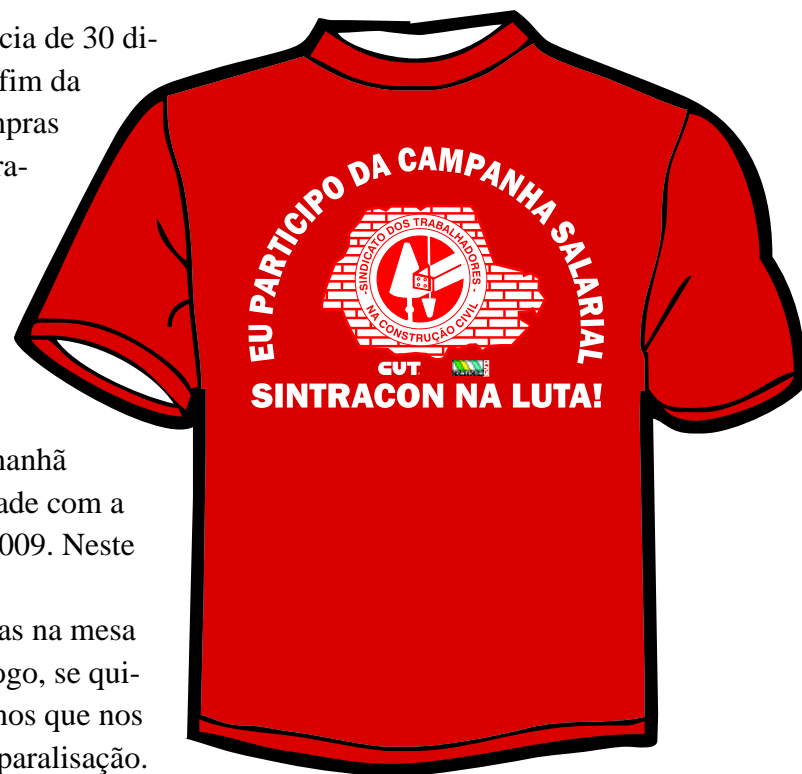 cia de 30 di-
fim da
mpras
ra-
manhã
ade com a
009. Neste
as na mesa
ogo, se qui-
nos que nos
paralisação.
EU PARTICIPO DA CAMPANHA SALARIAL
-SINDICATO DOS TRABALHADORES-
NA CONSTRUÇÃO CIVIL
CUT
SINTRACON NA LUTA!